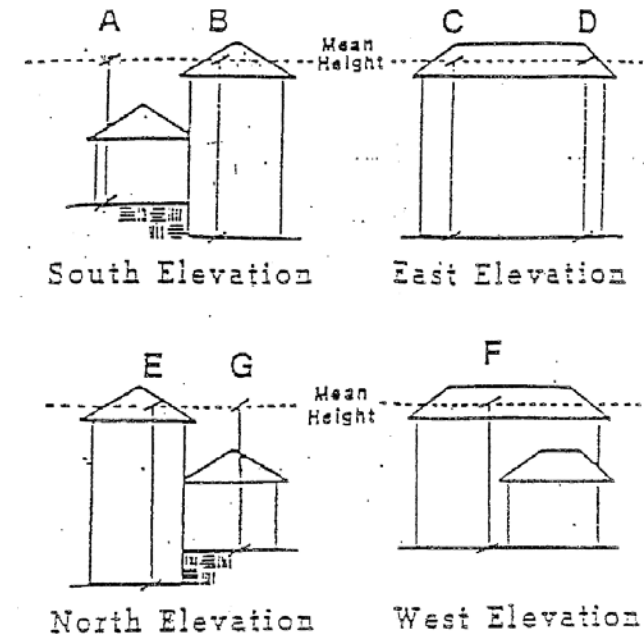 A B C D
Mean
Height
South Elevation East Elevation
E G F
Mean
Height
North Elevation West Elevation